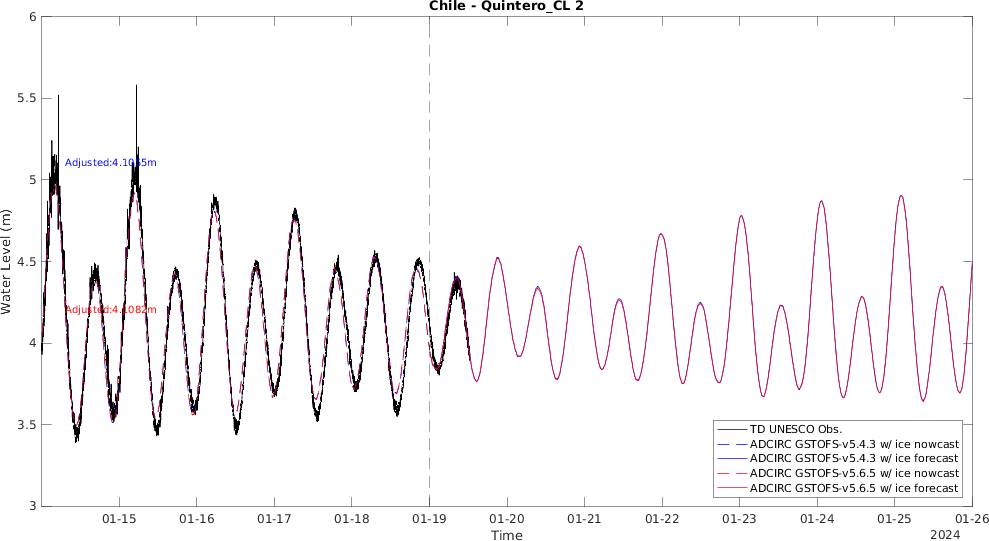 Chile - Quintero_CL 2
6
5.5
5
4.5
4
3.5
3
Water Level (m)
Adjusted:4.1055m
Adjusted:4.1082m
TD UNESCO Obs.
ADCIRC GSTOFS-v5.4.3 w/ ice nowcast
ADCIRC GSTOFS-v5.4.3 w/ ice forecast
ADCIRC GSTOFS-v5.6.5 w/ ice nowcast
ADCIRC GSTOFS-v5.6.5 w/ ice forecast
01-15 01-16 01-17 01-18 01-19 01-20 01-21 01-22 01-23 01-24 01-25 01-26
Time
2024